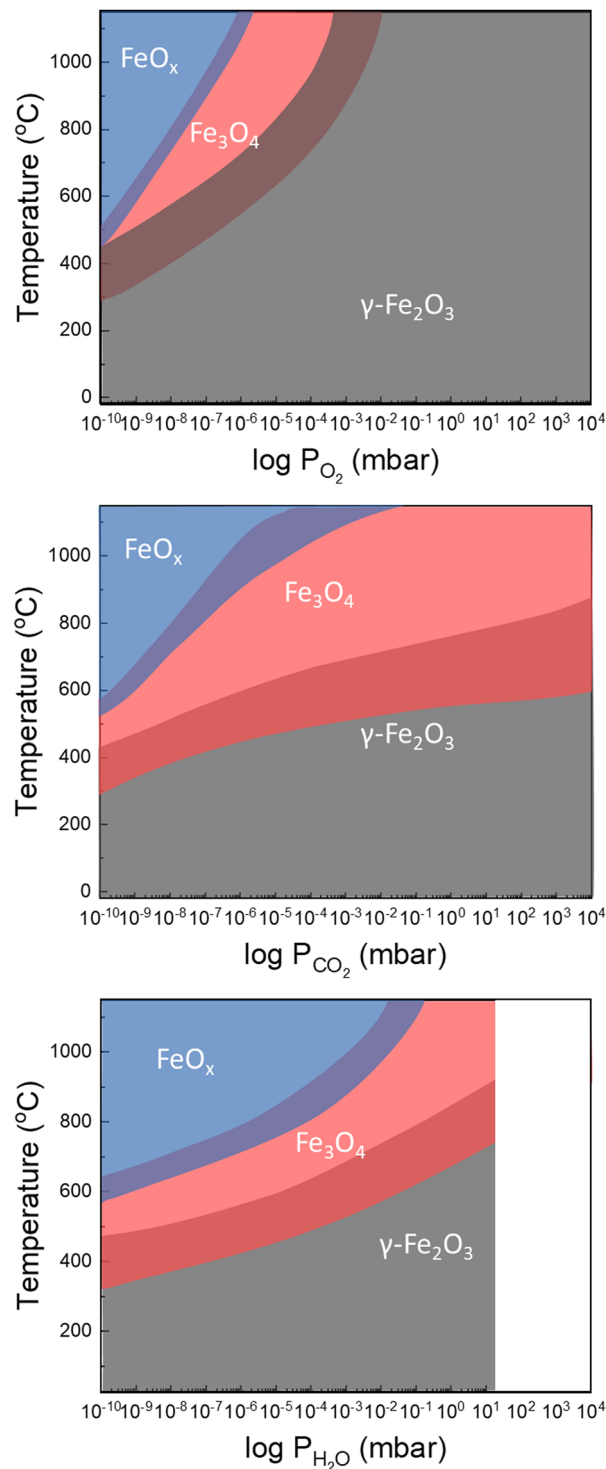 FeOₓ
Fe₃O₄
γ-Fe₂O₃
Temperature (°C)
1000
800
600
400
200
0
10⁻¹⁰ 10⁻⁹ 10⁻⁸ 10⁻⁷ 10⁻⁶ 10⁻⁵ 10⁻⁴ 10⁻³ 10⁻² 10⁻¹ 10⁰ 10¹ 10² 10³ 10⁴
log P_O₂ (mbar)
FeOₓ
Fe₃O₄
γ-Fe₂O₃
Temperature (°C)
1000
800
600
400
200
0
10⁻¹⁰ 10⁻⁹ 10⁻⁸ 10⁻⁷ 10⁻⁶ 10⁻⁵ 10⁻⁴ 10⁻³ 10⁻² 10⁻¹ 10⁰ 10¹ 10² 10³ 10⁴
log P_CO₂ (mbar)
FeOₓ
Fe₃O₄
γ-Fe₂O₃
Temperature (°C)
1000
800
600
400
200
10⁻¹⁰ 10⁻⁹ 10⁻⁸ 10⁻⁷ 10⁻⁶ 10⁻⁵ 10⁻⁴ 10⁻³ 10⁻² 10⁻¹ 10⁰ 10¹ 10² 10³ 10⁴
log P_H₂O (mbar)